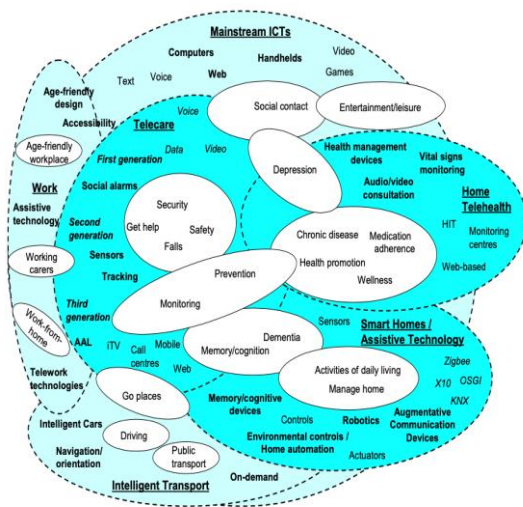 Mainstream ICTs
Computers
Handhelds
Video
Text
Voice
Web
Games
Age-friendly
design
Accessibility
Social contact
Entertainment/leisure
Telecare
Voice
Age-friendly
workplace
First generation
Data
Video
Depression
Health management
devices
Vital signs
monitoring
Work
Social alarms
Audio/video
consultation
Home
Telehealth
Assistive
technology
Second
generation
Security
Get help
Safety
Falls
Chronic disease
Medication
adherence
HIT
Monitoring
centres
Health promotion
Web-based
Wellness
Working
carers
Sensors
Tracking
Prevention
Monitoring
Third
generation
Work-from-
home
AAL
iTV
Call
centres
Mobile
Web
Dementia
Memory/cognition
Sensors
Smart Homes /
Assistive Technology
Zigbee
X10
OSGI
KNX
Activities of daily living
Manage home
Telework
technologies
Go places
Memory/cognitive
devices
Controls
Robotics
Augmentative
Communication
Devices
Intelligent Cars
Driving
Environmental controls /
Home automation
Navigation/
orientation
Public
transport
Actuators
On-demand
Intelligent Transport